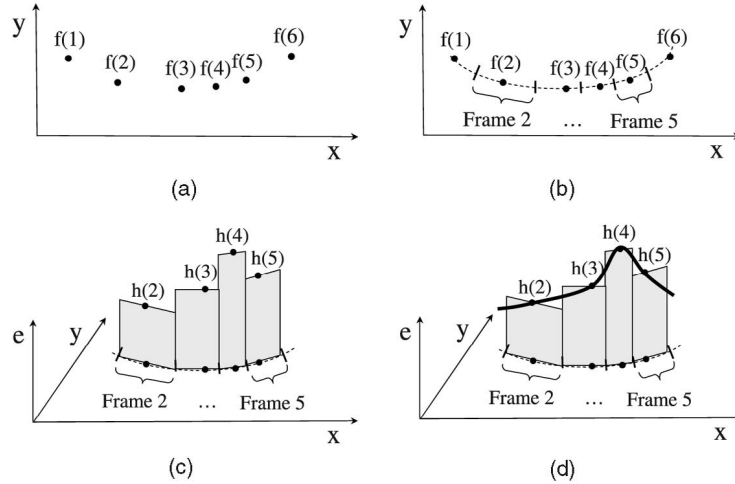 y
f(1)
f(2)
f(3)
f(4)
f(5)
f(6)
x
(a)
y
f(1)
f(2)
f(3)
f(4)
f(5)
f(6)
Frame 2 ... Frame 5
x
(b)
h(2)
h(3)
h(4)
h(5)
e
y
Frame 2 ... Frame 5
x
(c)
h(2)
h(3)
h(4)
h(5)
e
y
Frame 2 ... Frame 5
x
(d)